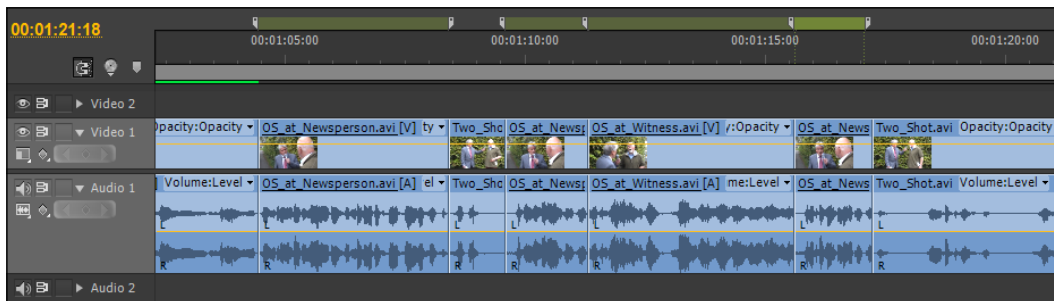 00:01:21:18
00:01:05:00 00:01:10:00 00:01:15:00 00:01:20:00
Video 2
Video 1 Opacity:Opacity OS_at_Newsperson.avi [V] ty Two_Shc OS_at_Newsp OS_at_Witness.avi [V] y:Opacity OS_at_News Two_Shot.avi Opacity:Opacity
Audio 1 Volume:Level OS_at_Newsperson.avi [A] el Two_Shc OS_at_Newsp OS_at_Witness.avi [A] me:Level OS_at_News Two_Shot.avi Volume:Level
L L L L L L L
R R R R R R
Audio 2